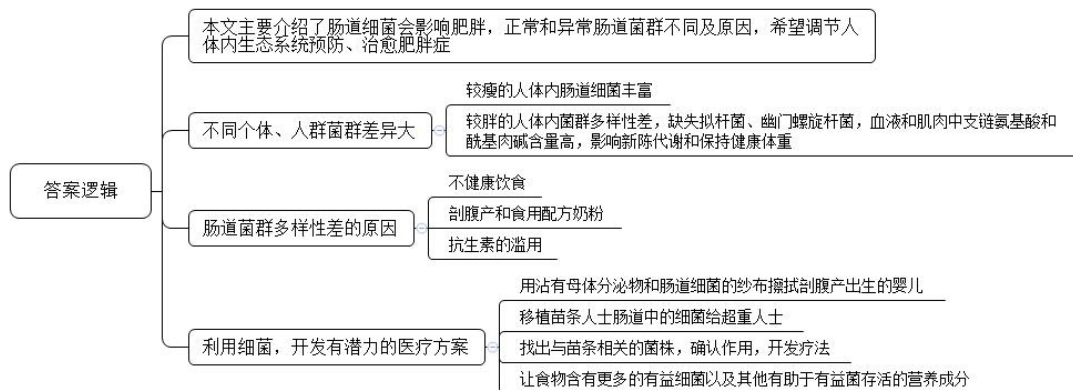 答案逻辑
本文主要介绍了肠道细菌会影响肥胖，正常和异常肠道菌群不同及原因，希望调节人
体内生态系统预防、治愈肥胖症
不同个体、人群菌群差异大
较瘦的人体内肠道细菌丰富
较胖的人体内菌群多样性差，缺失拟杆菌、幽门螺旋杆菌，血液和肌肉中支链氨基酸和
酰基肉碱含量高，影响新陈代谢和保持健康体重
肠道菌群多样性差的原因
不健康饮食
剖腹产和食用配方奶粉
抗生素的滥用
利用细菌，开发有潜力的医疗方案
用沾有母体分泌物和肠道细菌的纱布擦拭剖腹产出生的婴儿
移植苗条人士肠道中的细菌给超重人士
找出与苗条相关的菌株，确认作用，开发疗法
让食物含有更多的有益细菌以及其他有助于有益菌存活的营养成分